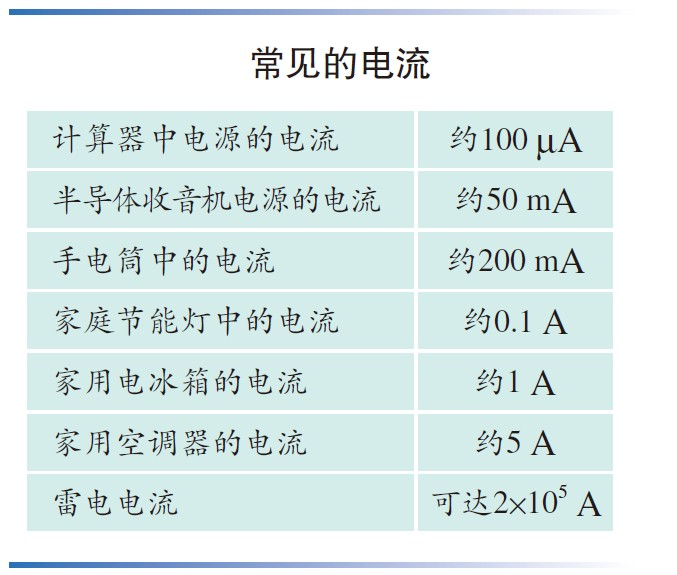 常见的电流
计算器中电源的电流 约100 μA
半导体收音机电源的电流 约50 mA
手电筒中的电流 约200 mA
家庭节能灯中的电流 约0.1 A
家用电冰箱的电流 约1 A
家用空调器的电流 约5 A
雷电电流 可达2×10⁵ A